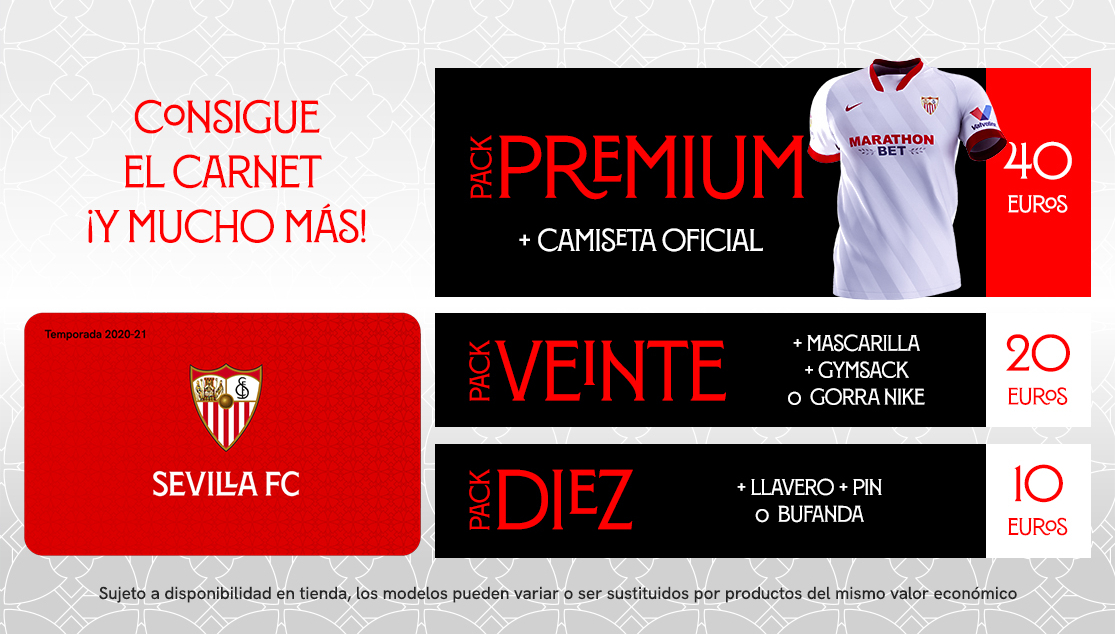 CONSIGUE
EL CARNET
¡Y MUCHO MÁS!
Temporada 2020-21
SEVILLA FC
PACK PREMIUM
+ CAMISETA OFICIAL
MARATHON
BET
Valvoline
40
EUROS
PACK VEINTE
+ MASCARILLA
+ GYMSACK
O GORRA NIKE
20
EUROS
PACK DIEZ
+ LLAVERO + PIN
O BUFANDA
10
EUROS
Sujeto a disponibilidad en tienda, los modelos pueden variar o ser sustituidos por productos del mismo valor económico